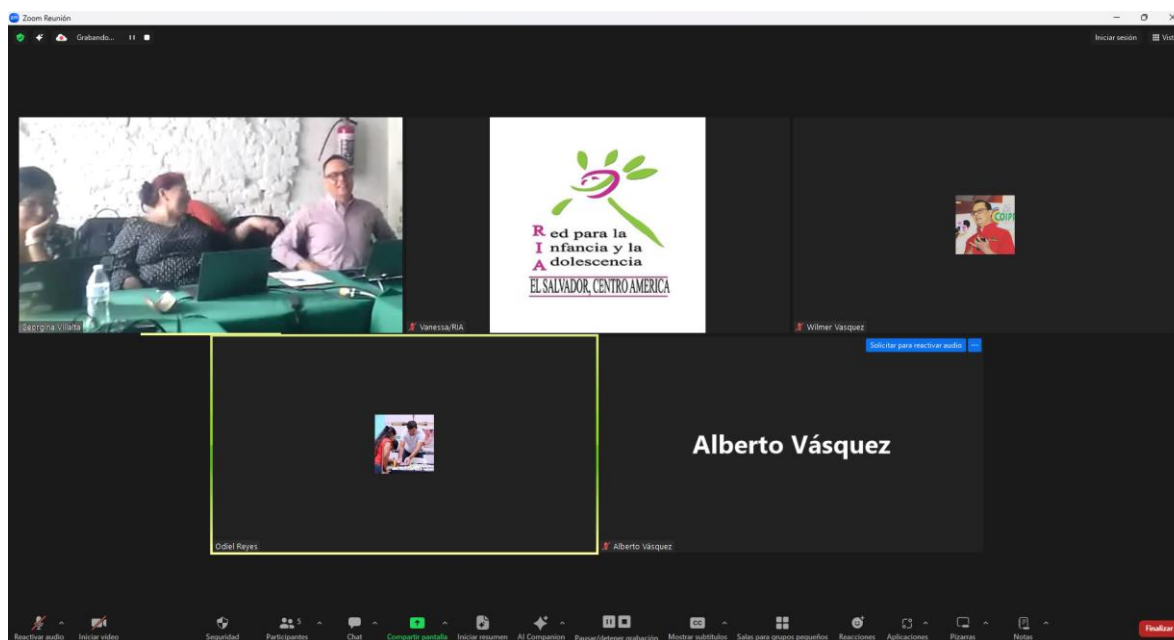 Zoom Reunión
Grabando...
Iniciar sesión
Vist
Georgina Villalta
R ed para la
I nfancia y la
A dolescencia
EL SALVADOR, CENTRO AMERICA
Vanessa/RIA
COIP
Wilmer Vasquez
Odiel Reyes
Solicitar para reactivar audio
Alberto Vásquez
Alberto Vásquez
Reactivar audio
Iniciar video
Seguridad
5
Participantes
Chat
Compartir pantalla
Iniciar resumen
AI Companion
Pausar/detener grabación
CC
Mostrar subtítulos
Salas para grupos pequeños
Reacciones
Aplicaciones
Pizarras
Notas
Finalizar